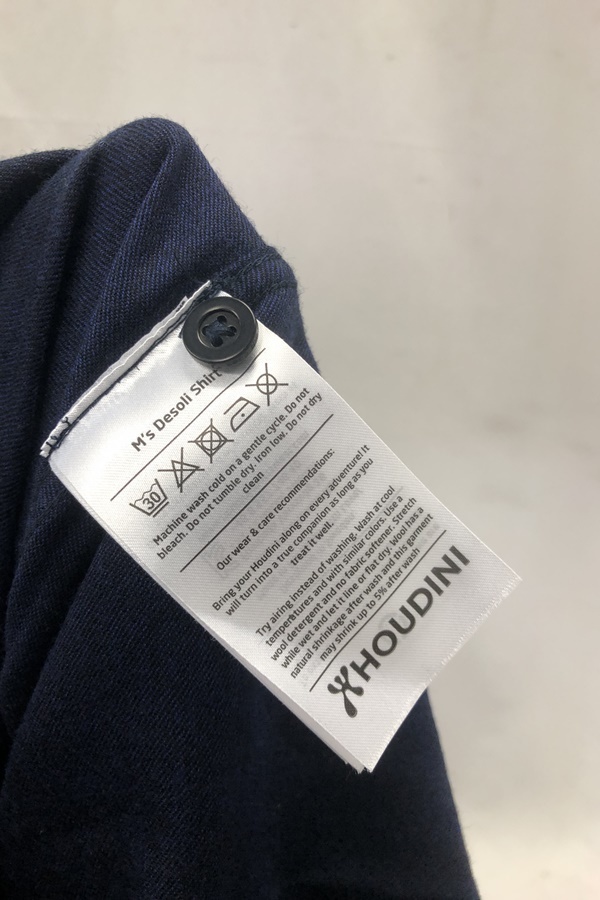 M's Desoli Shirt
30
Machine wash cold on a gentle cycle. Do not
bleach. Do not tumble dry. Iron low. Do not dry
clean
Our wear & care recommendations:
Bring your Houdini along on every adventure! It
will turn into a true companion as long as you
treat it well.
Try airing instead of washing. Wash at cool
temperatures and with similar colors. Use a
wool detergent and no fabric softener. Stretch
while wet and let it line or flat dry. Wool has a
natural shrinkage after wash and this garment
may shrink up to 5% after wash
HOUDINI